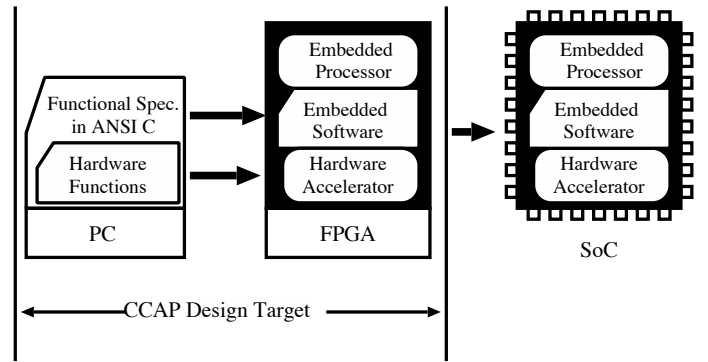 Functional Spec.
in ANSI C
Hardware
Functions
PC
Embedded
Processor
Embedded
Software
Hardware
Accelerator
FPGA
Embedded
Processor
Embedded
Software
Hardware
Accelerator
SoC
CCAP Design Target